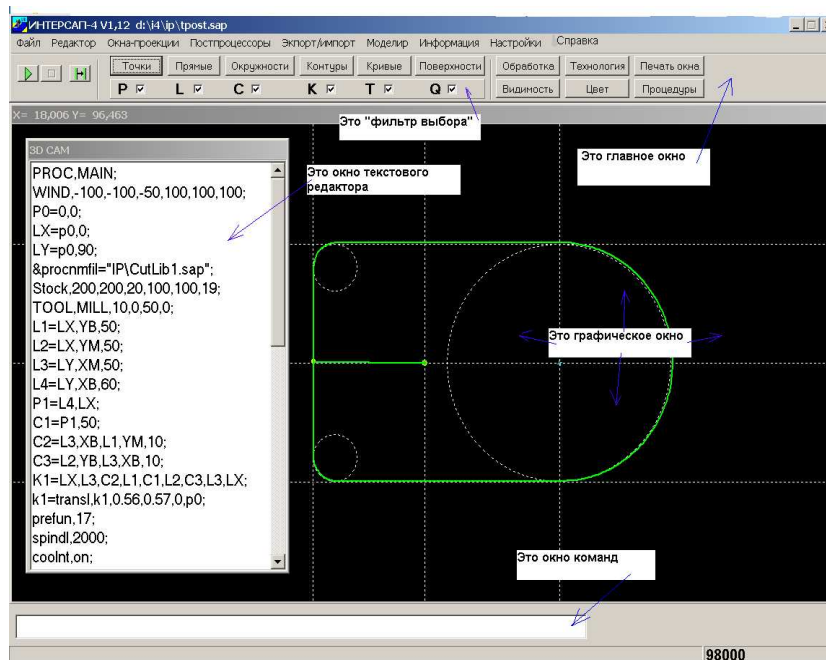 ИНТЕРСАП-4 V1,12 d:\i4\ip\tpost.sap
Файл Редактор Окна-проекции Постпроцессоры Экпорт/импорт Моделир Информация Настройки Справка
Точки Прямые Окружности Контуры Кривые Поверхности Обработка Технология Печать окна
P L C K T Q Видимость Цвет Процедуры
X= 18,006 Y= 96,463
Это "фильтр выбора"
Это главное окно
3D CAM
Это окно текстового
редактора
PROC,MAIN;
WIND,-100,-100,-50,100,100,100;
P0=0,0;
LX=p0,0;
LY=p0,90;
&procnmfil="IP\CutLib1.sap";
Stock,200,200,20,100,100,19;
TOOL,MILL,10,0,50,0;
L1=LX,YB,50;
L2=LX,YM,50;
L3=LY,XM,50;
L4=LY,XB,60;
P1=L4,LX;
C1=P1,50;
C2=L3,XB,L1,YM,10;
C3=L2,YB,L3,XB,10;
K1=LX,L3,C2,L1,C1,L2,C3,L3,LX;
k1=transl,k1,0.56,0.57,0,p0;
prefun,17;
spindl,2000;
coolnt,on;
Это графическое окно
Это окно команд
98000